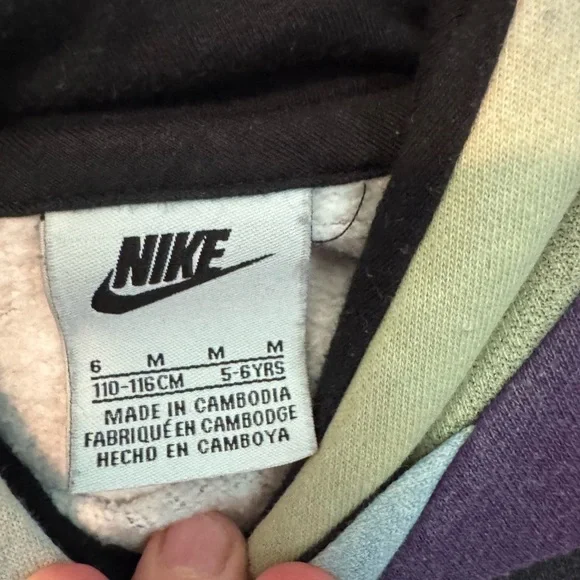 NIKE
6 M M M
110-116CM 5-6YRS
MADE IN CAMBODIA
FABRIQUÉ EN CAMBODGE
HECHO EN CAMBOYA